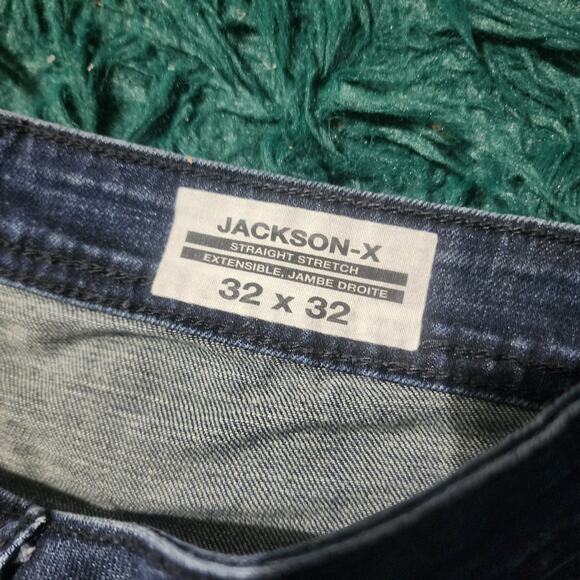 JACKSON-X
STRAIGHT STRETCH
EXTENSIBLE, JAMBE DROITE
32 x 32